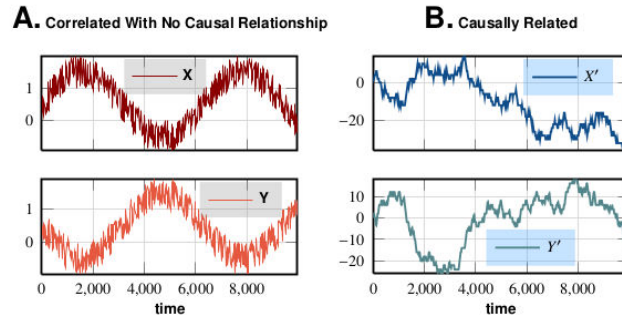 A. Correlated With No Causal Relationship
X
1
0
Y
1
0
0 2,000 4,000 6,000 8,000
time
B. Causally Related
X′
0
−20
Y′
10
0
−10
−20
0 2,000 4,000 6,000 8,000
time